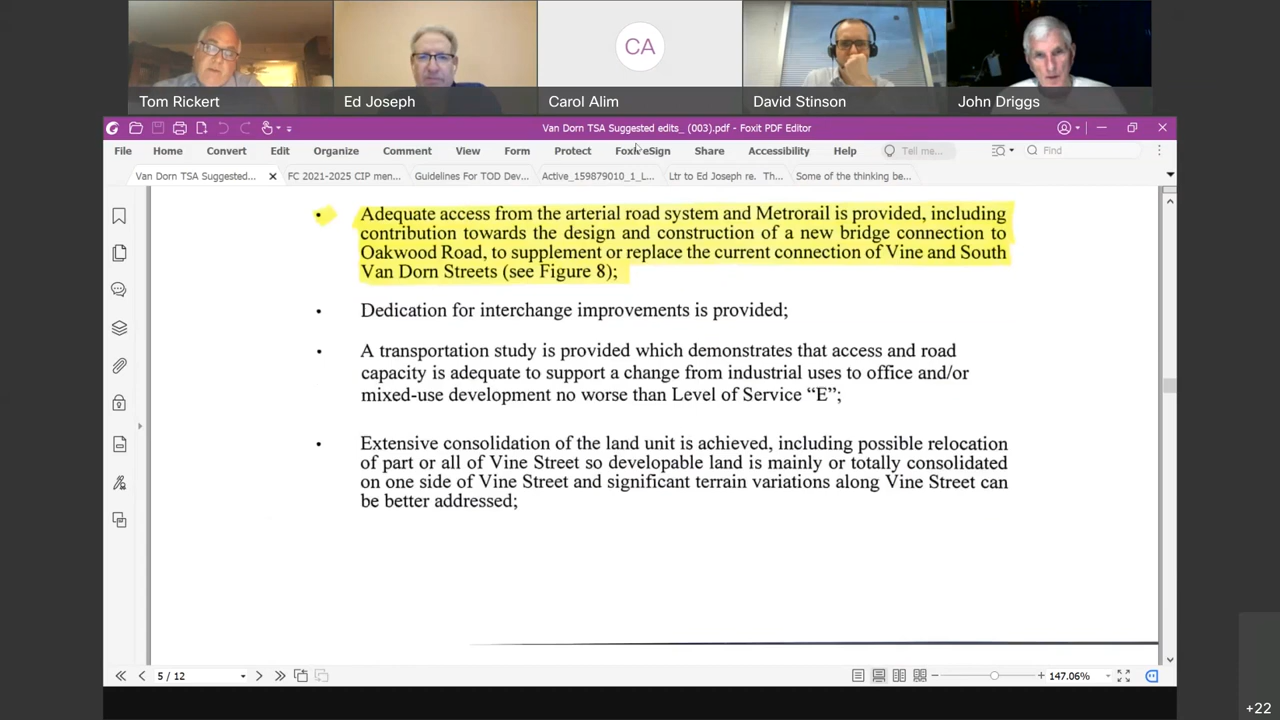 CA
Tom Rickert
Ed Joseph
Carol Alim
David Stinson
John Driggs
Van Dorn TSA Suggested edits_ (003).pdf - Foxit PDF Editor
File Home Convert Edit Organize Comment View Form Protect Foxit eSign Share Accessibility Help Tell me... Find
Van Dorn TSA Suggested... FC 2021-2025 CIP men... Guidelines For TOD Dev... Active_159879010_1_L... Ltr to Ed Joseph re. Th... Some of the thinking be...
• Adequate access from the arterial road system and Metrorail is provided, including
contribution towards the design and construction of a new bridge connection to
Oakwood Road, to supplement or replace the current connection of Vine and South
Van Dorn Streets (see Figure 8);
• Dedication for interchange improvements is provided;
• A transportation study is provided which demonstrates that access and road
capacity is adequate to support a change from industrial uses to office and/or
mixed-use development no worse than Level of Service “E”;
• Extensive consolidation of the land unit is achieved, including possible relocation
of part or all of Vine Street so developable land is mainly or totally consolidated
on one side of Vine Street and significant terrain variations along Vine Street can
be better addressed;
5 / 12
147.06%
+22